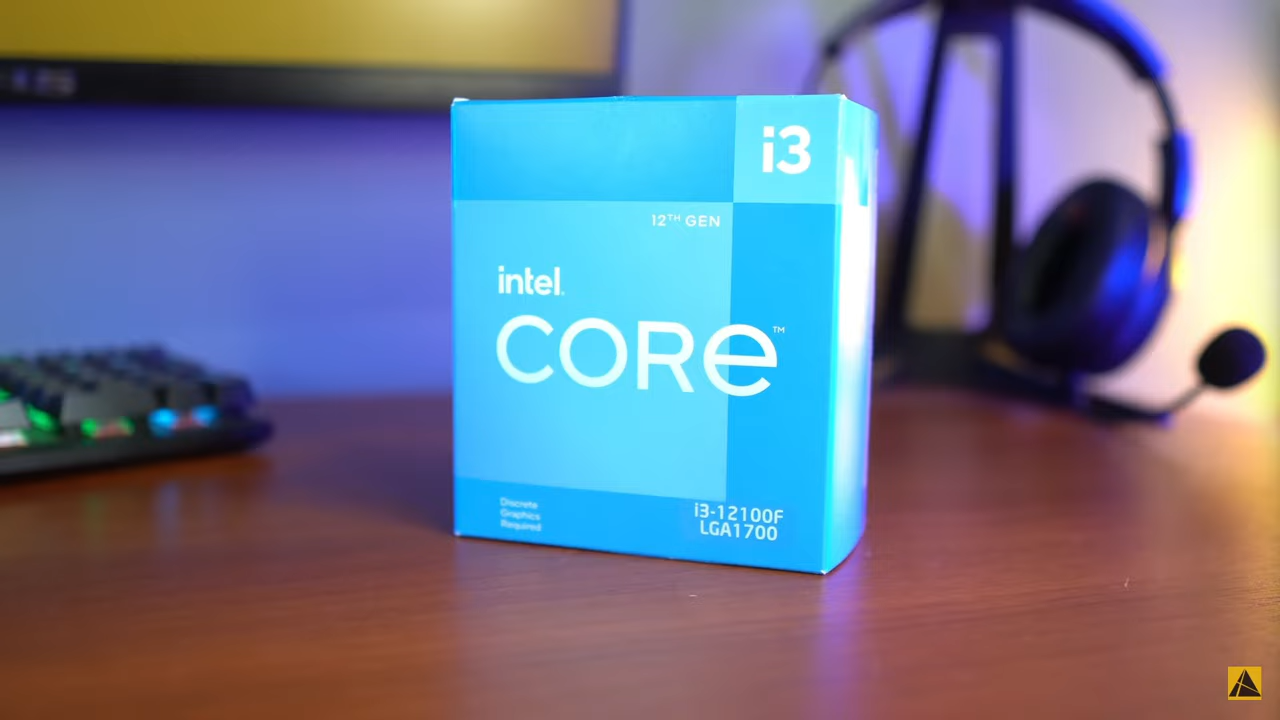 i3
12TH GEN
intel.
CORE™
Discrete
Graphics
Required
i3-12100F
LGA1700